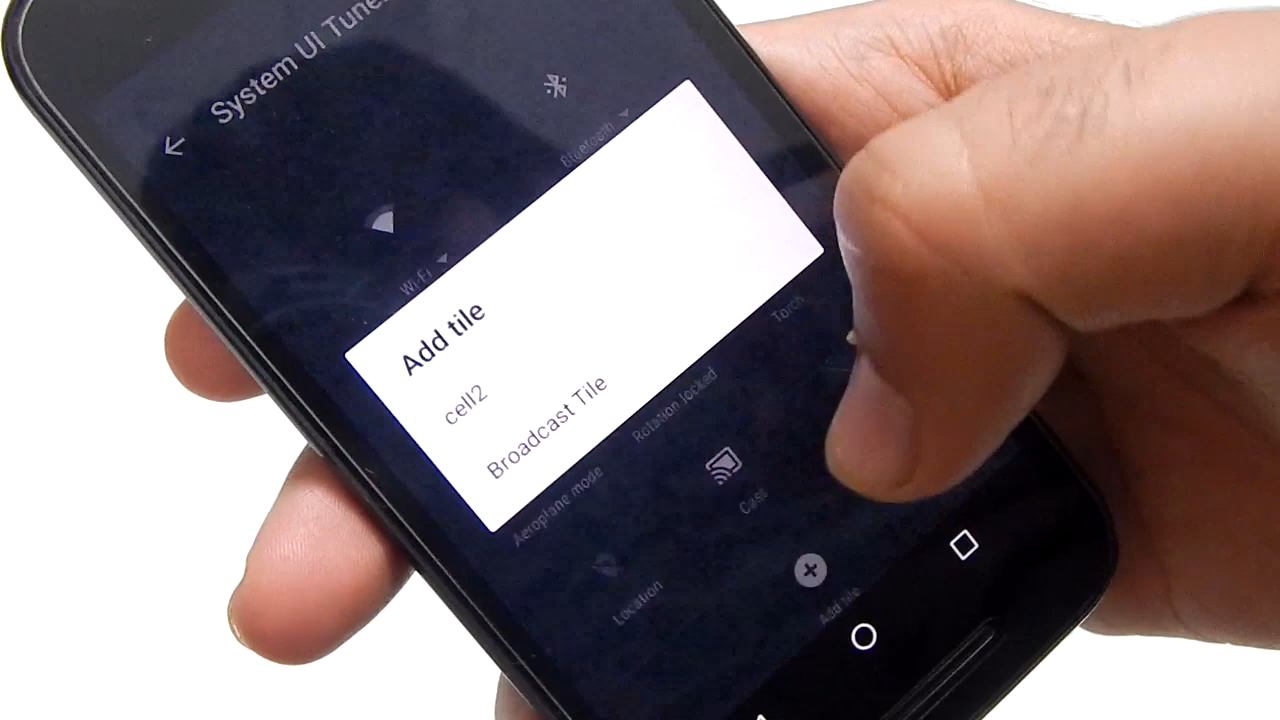 System UI Tune
Bluetooth
Wi-Fi
Add tile
cell2
Broadcast Tile
Aeroplane mode
Rotation locked
Torch
Location
Cast
Add tile